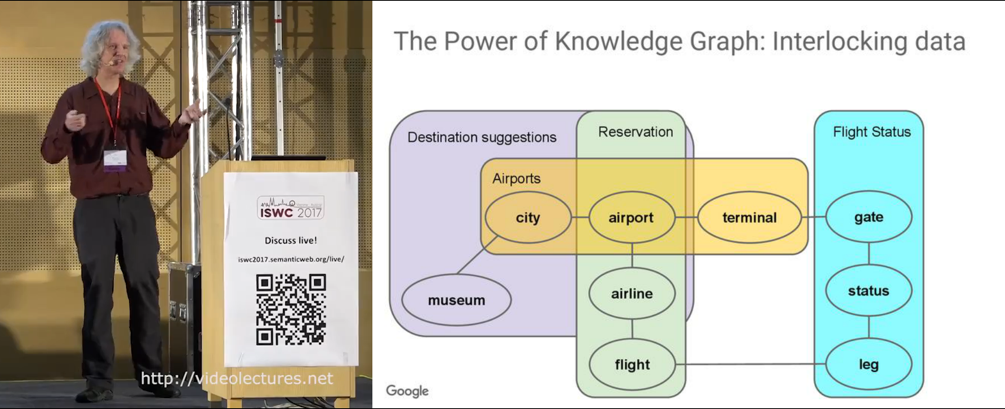 ISWC 2017
Discuss live!
iswc2017.semanticweb.org/live/
http://videolectures.net
The Power of Knowledge Graph: Interlocking data
Destination suggestions
Reservation
Flight Status
Airports
city
airport
terminal
gate
museum
airline
status
flight
leg
Google